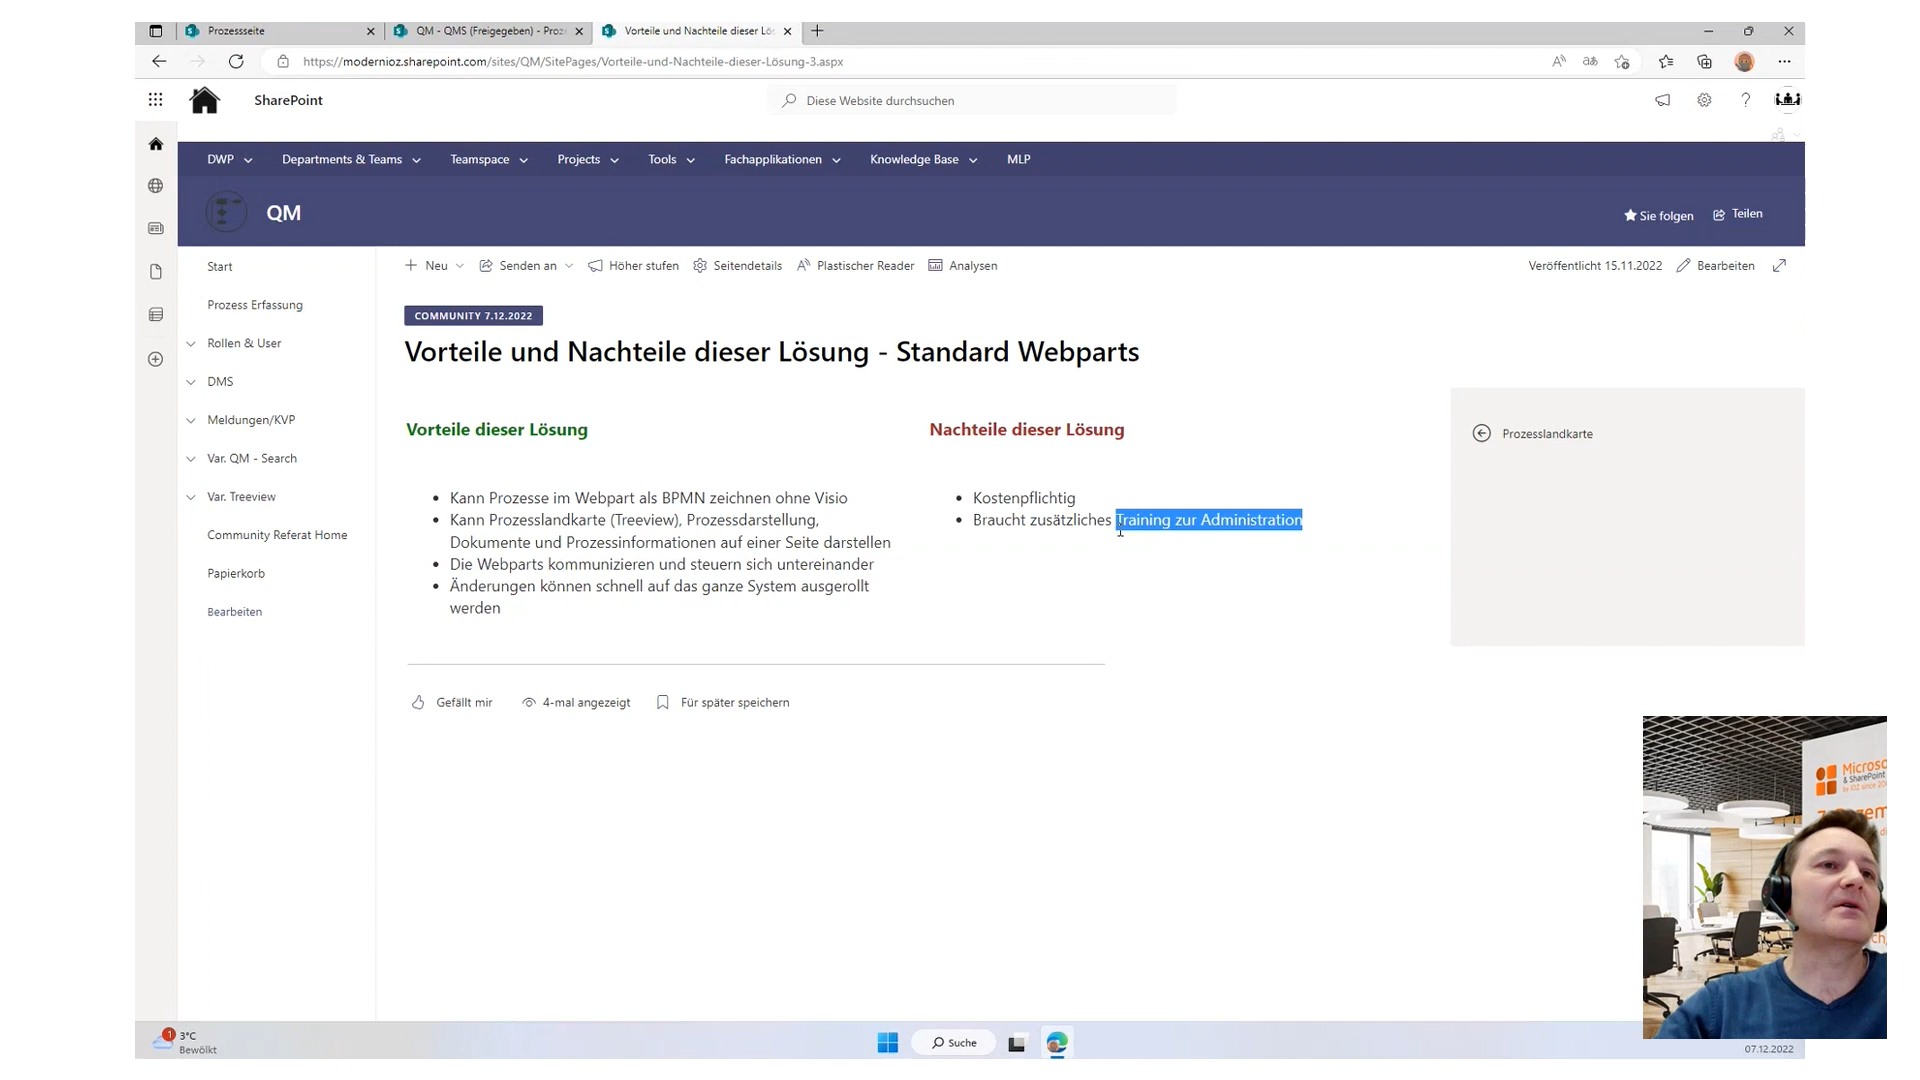 Prozessseite
QM - QMS (Freigegeben) - Proz
Vorteile und Nachteile dieser Lös
https://modernioz.sharepoint.com/sites/QM/SitePages/Vorteile-und-Nachteile-dieser-Lösung-3.aspx
SharePoint
Diese Website durchsuchen
DWP
Departments & Teams
Teamspace
Projects
Tools
Fachapplikationen
Knowledge Base
MLP
QM
Sie folgen
Teilen
Start
Prozess Erfassung
Rollen & User
DMS
Meldungen/KVP
Var. QM - Search
Var. Treeview
Community Referat Home
Papierkorb
Bearbeiten
Neu
Senden an
Höher stufen
Seitendetails
Plastischer Reader
Analysen
Veröffentlicht 15.11.2022
Bearbeiten
COMMUNITY 7.12.2022
Vorteile und Nachteile dieser Lösung - Standard Webparts
Vorteile dieser Lösung
• Kann Prozesse im Webpart als BPMN zeichnen ohne Visio
• Kann Prozesslandkarte (Treeview), Prozessdarstellung,
Dokumente und Prozessinformationen auf einer Seite darstellen
• Die Webparts kommunizieren und steuern sich untereinander
• Änderungen können schnell auf das ganze System ausgerollt
werden
Nachteile dieser Lösung
• Kostenpflichtig
• Braucht zusätzliches Training zur Administration
Prozesslandkarte
Gefällt mir
4-mal angezeigt
Für später speichern
Microso
& SharePoint
1
3°C
Bewölkt
Suche
07.12.2022